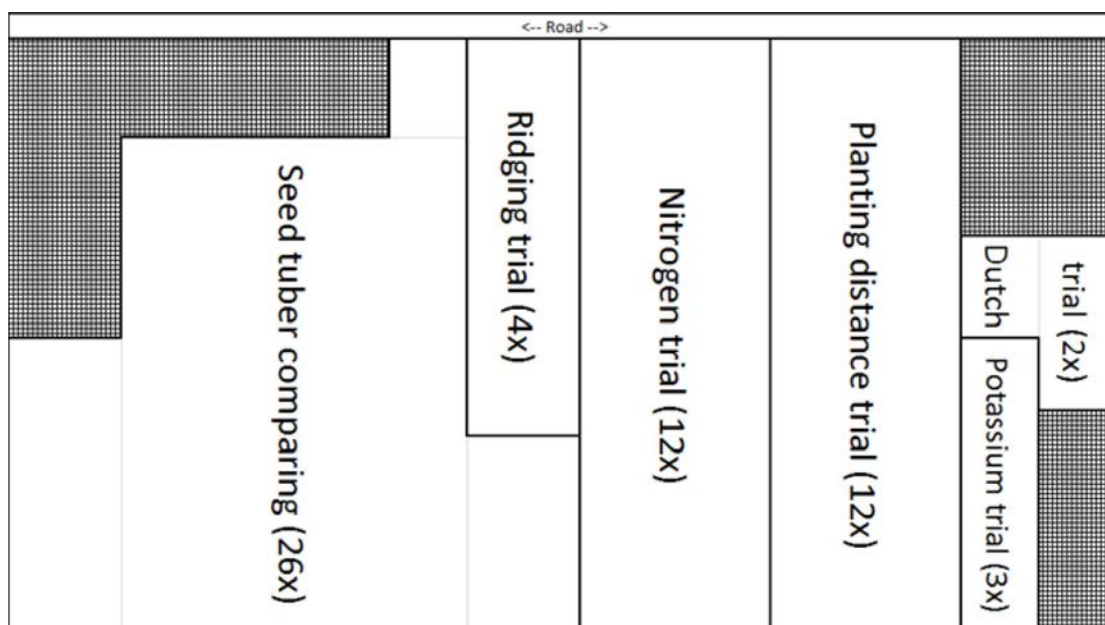 <-- Road -->
Seed tuber comparing (26x)
Ridging trial (4x)
Nitrogen trial (12x)
Planting distance trial (12x)
Dutch
trial (2x)
Potassium trial (3x)